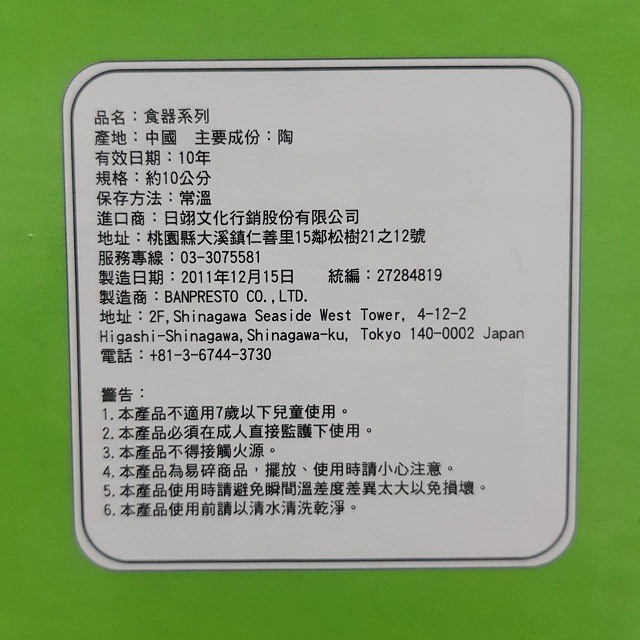 品名：食器系列
產地：中國　主要成份：陶
有效日期：10年
規格：約10公分
保存方法：常溫
進口商：日翊文化行銷股份有限公司
地址：桃園縣大溪鎮仁善里15鄰松樹21之12號
服務專線：03-3075581
製造日期：2011年12月15日　　統編：27284819
製造商：BANPRESTO CO.,LTD.
地址：2F,Shinagawa Seaside West Tower, 4-12-2
Higashi-Shinagawa,Shinagawa-ku, Tokyo 140-0002 Japan
電話：+81-3-6744-3730
警告：
1.本產品不適用7歲以下兒童使用。
2.本產品必須在成人直接監護下使用。
3.本產品不得接觸火源。
4.本產品為易碎商品，擺放、使用時請小心注意。
5.本產品使用時請避免瞬間溫差度差異太大以免損壞。
6.本產品使用前請以清水清洗乾淨。